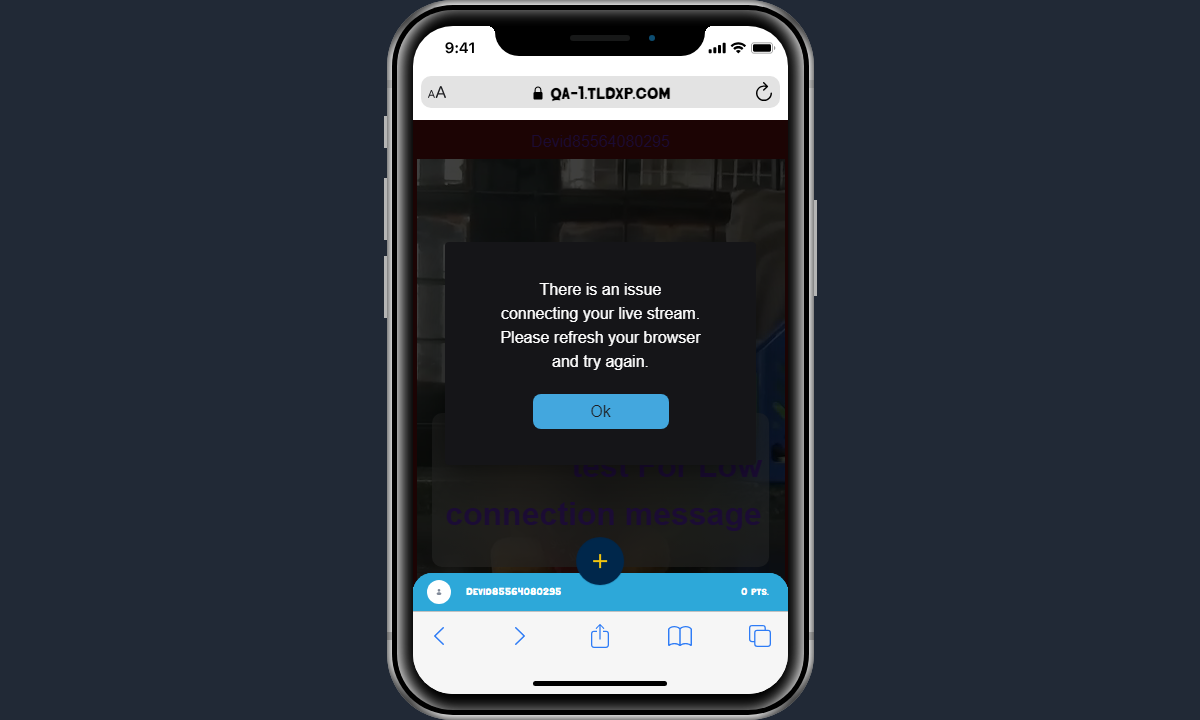 9:41
AA
QA-1.TLDXP.COM
Devid85564080295
There is an issue
connecting your live stream.
Please refresh your browser
and try again.
Ok
test For Low
connection message
+
DEVID85564080295
0 PTS.